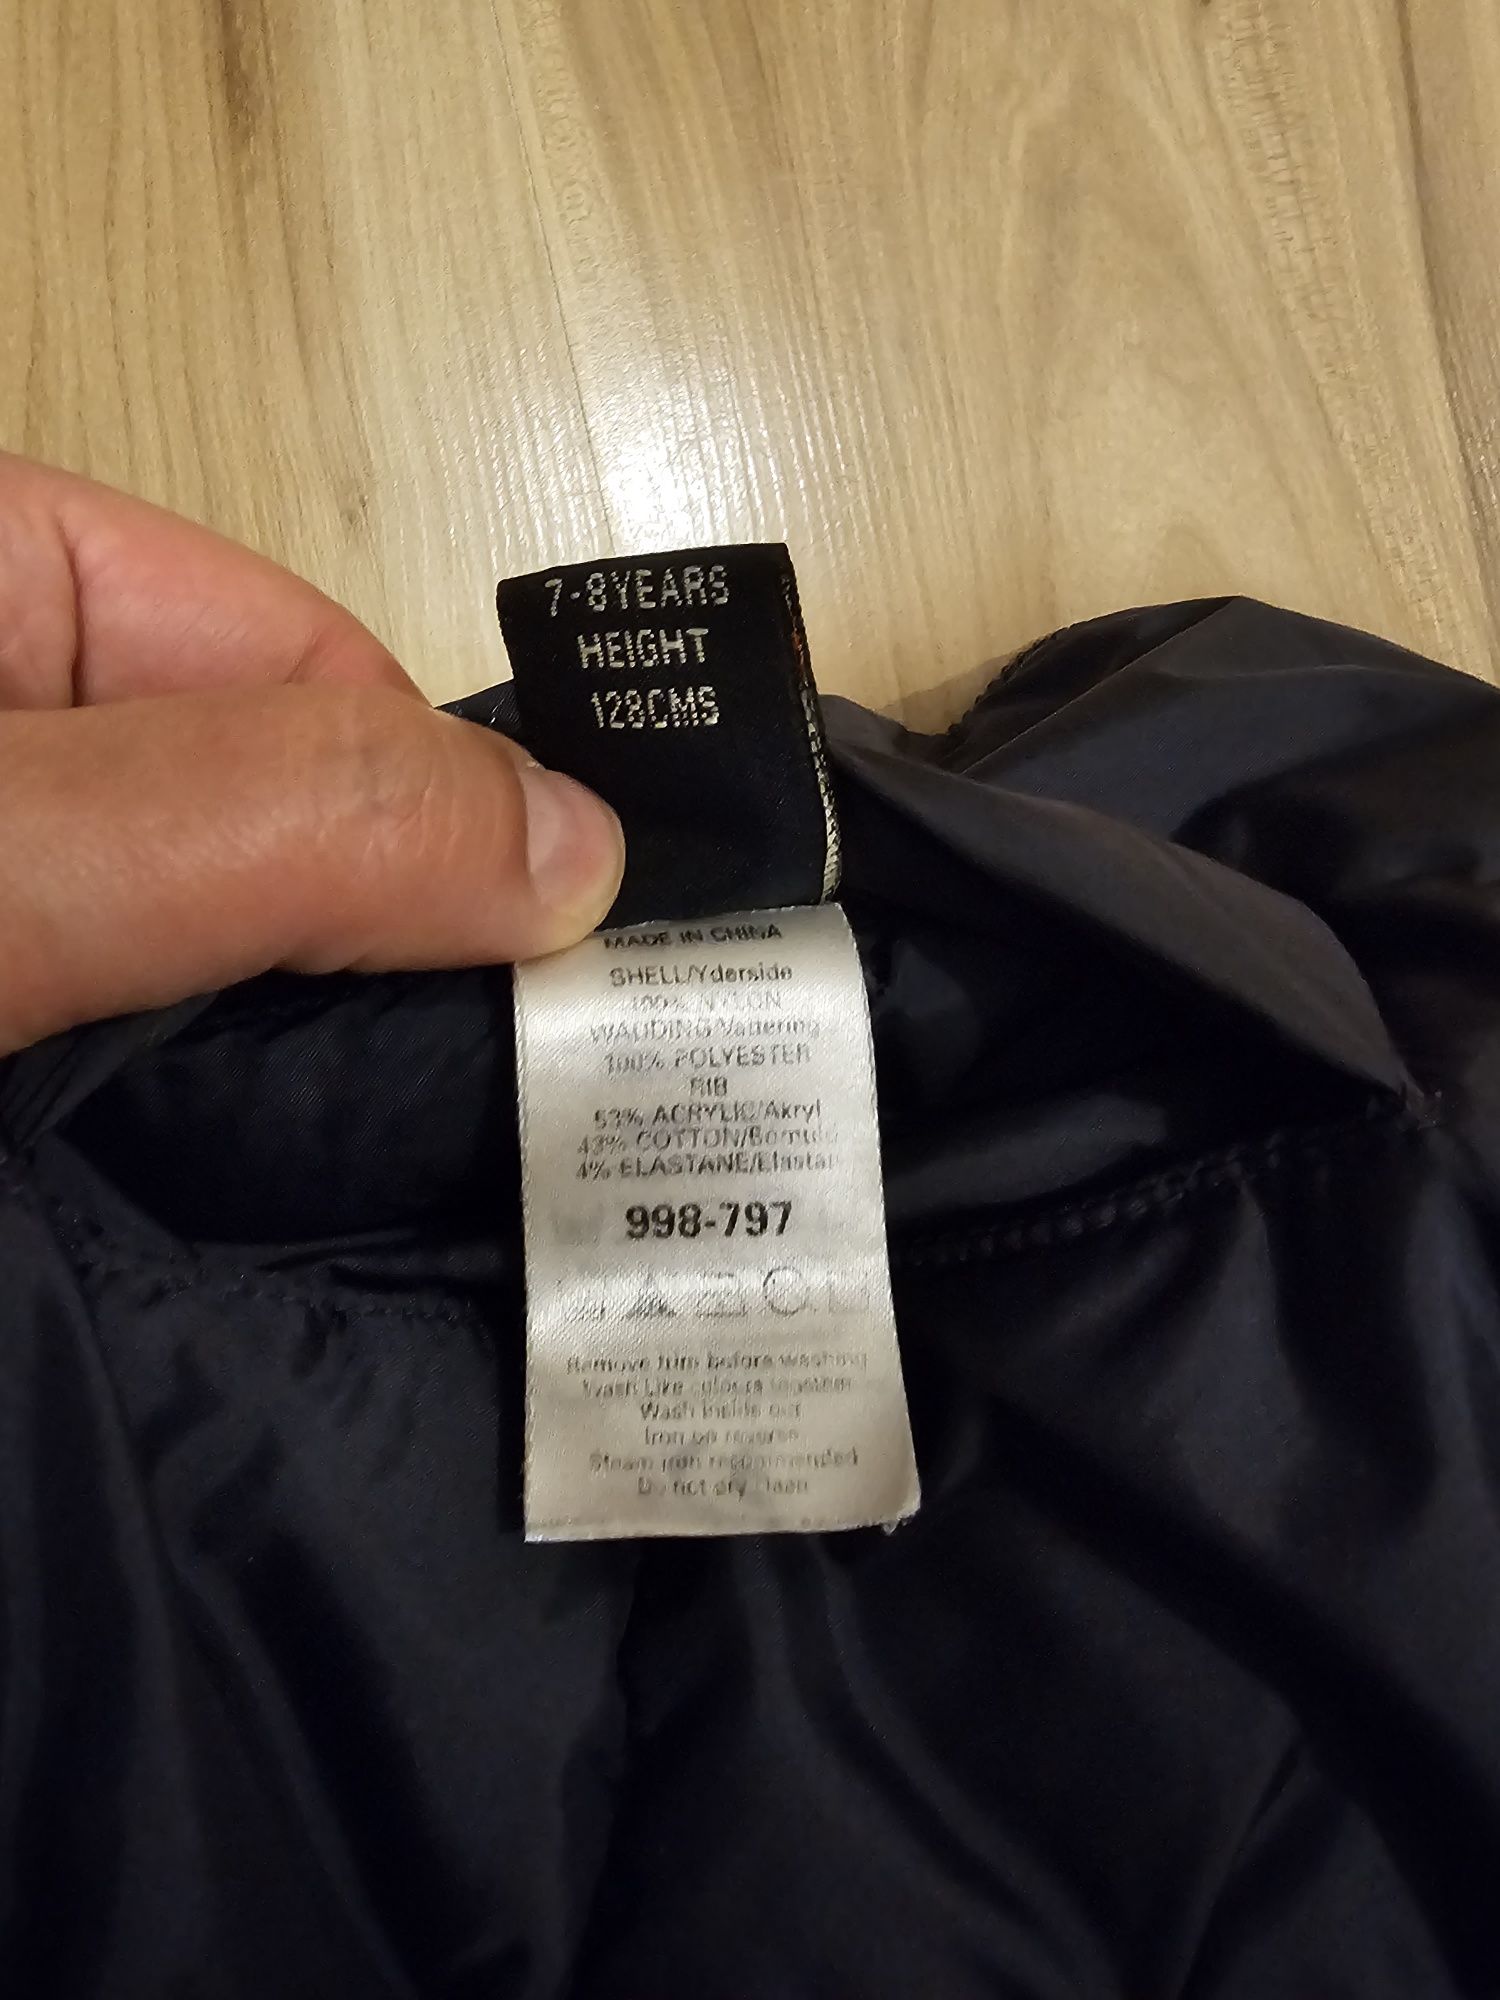 7-8YEARS
HEIGHT
128CMS
MADE IN CHINA
SHELL/Yderside
100% NYLON
WADDING/Vattering
100% POLYESTER
RIB
53% ACRYLIC/Akryl
43% COTTON/Bomuld
4% ELASTANE/Elastan
998-797
Remove trim before washing
Wash Like colours together
Wash inside out
Iron on reverse
Steam iron recommended
Do not dry clean